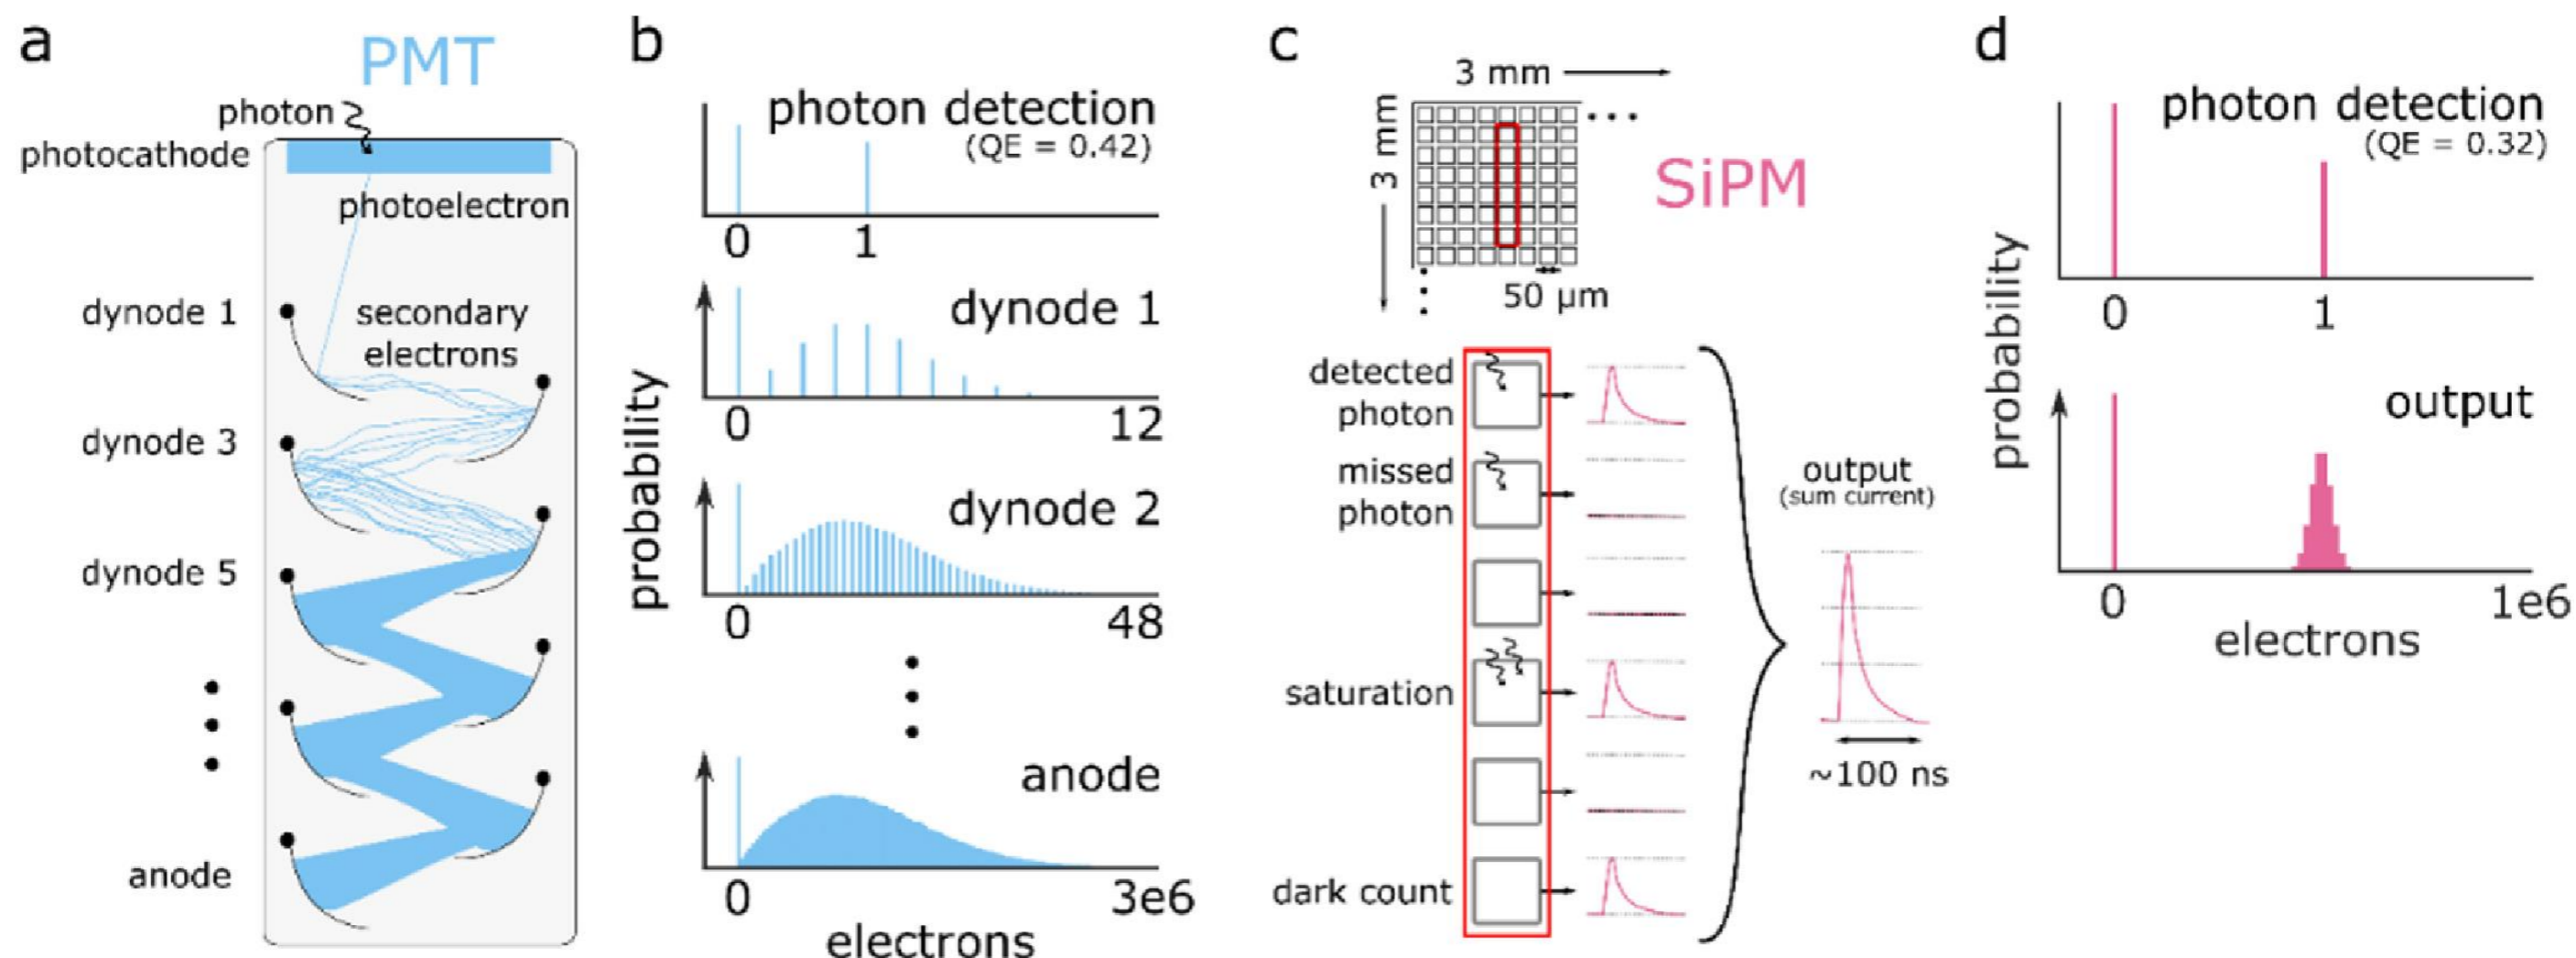 a
PMT
photon
photocathode
photoelectron
dynode 1
secondary
electrons
dynode 3
dynode 5
anode
b
photon detection
(QE = 0.42)
0 1
dynode 1
0 12
dynode 2
0 48
anode
0 3e6
electrons
probability
c
3 mm
3 mm
SiPM
50 µm
detected
photon
missed
photon
saturation
dark count
output
(sum current)
~100 ns
d
photon detection
(QE = 0.32)
0 1
output
0 1e6
electrons
probability